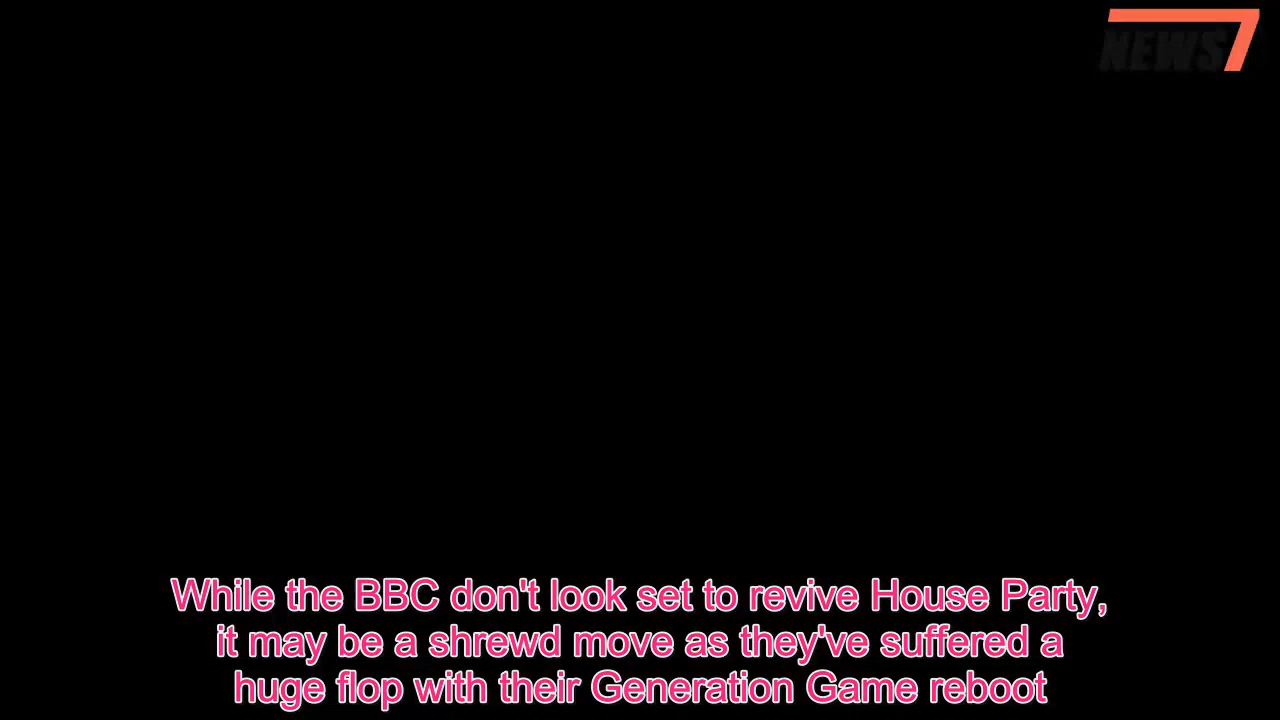 NEWS7
While the BBC don't look set to revive House Party,
it may be a shrewd move as they've suffered a
huge flop with their Generation Game reboot